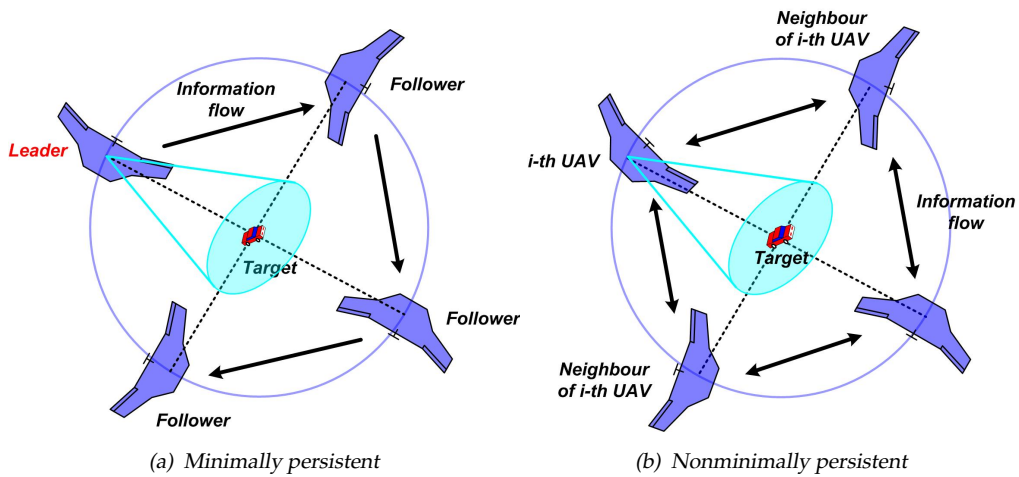 Information
flow
Follower
Leader
Target
Follower
Follower
(a) Minimally persistent
Neighbour
of i-th UAV
i-th UAV
Information
flow
Target
Neighbour
of i-th UAV
(b) Nonminimally persistent